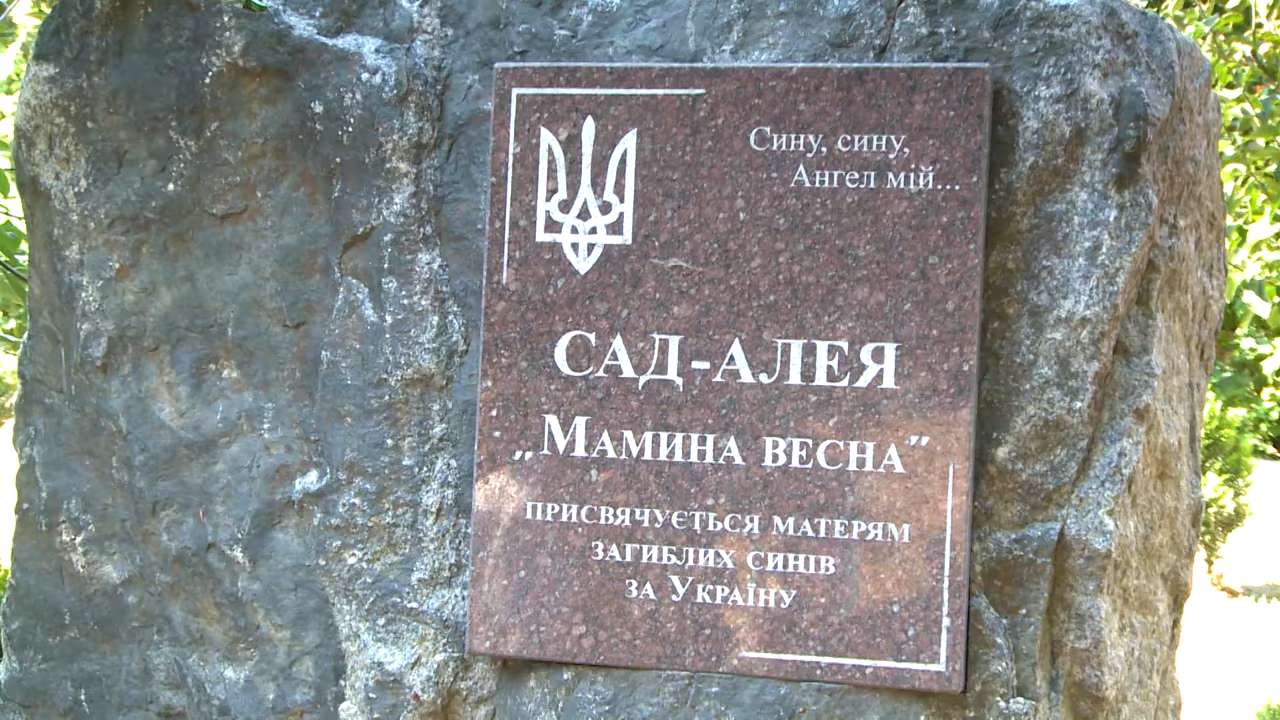 Сину, сину,
Ангел мій...
САД-АЛЕЯ
„Мамина весна”
присвячується матерям
загиблих синів
за Україну